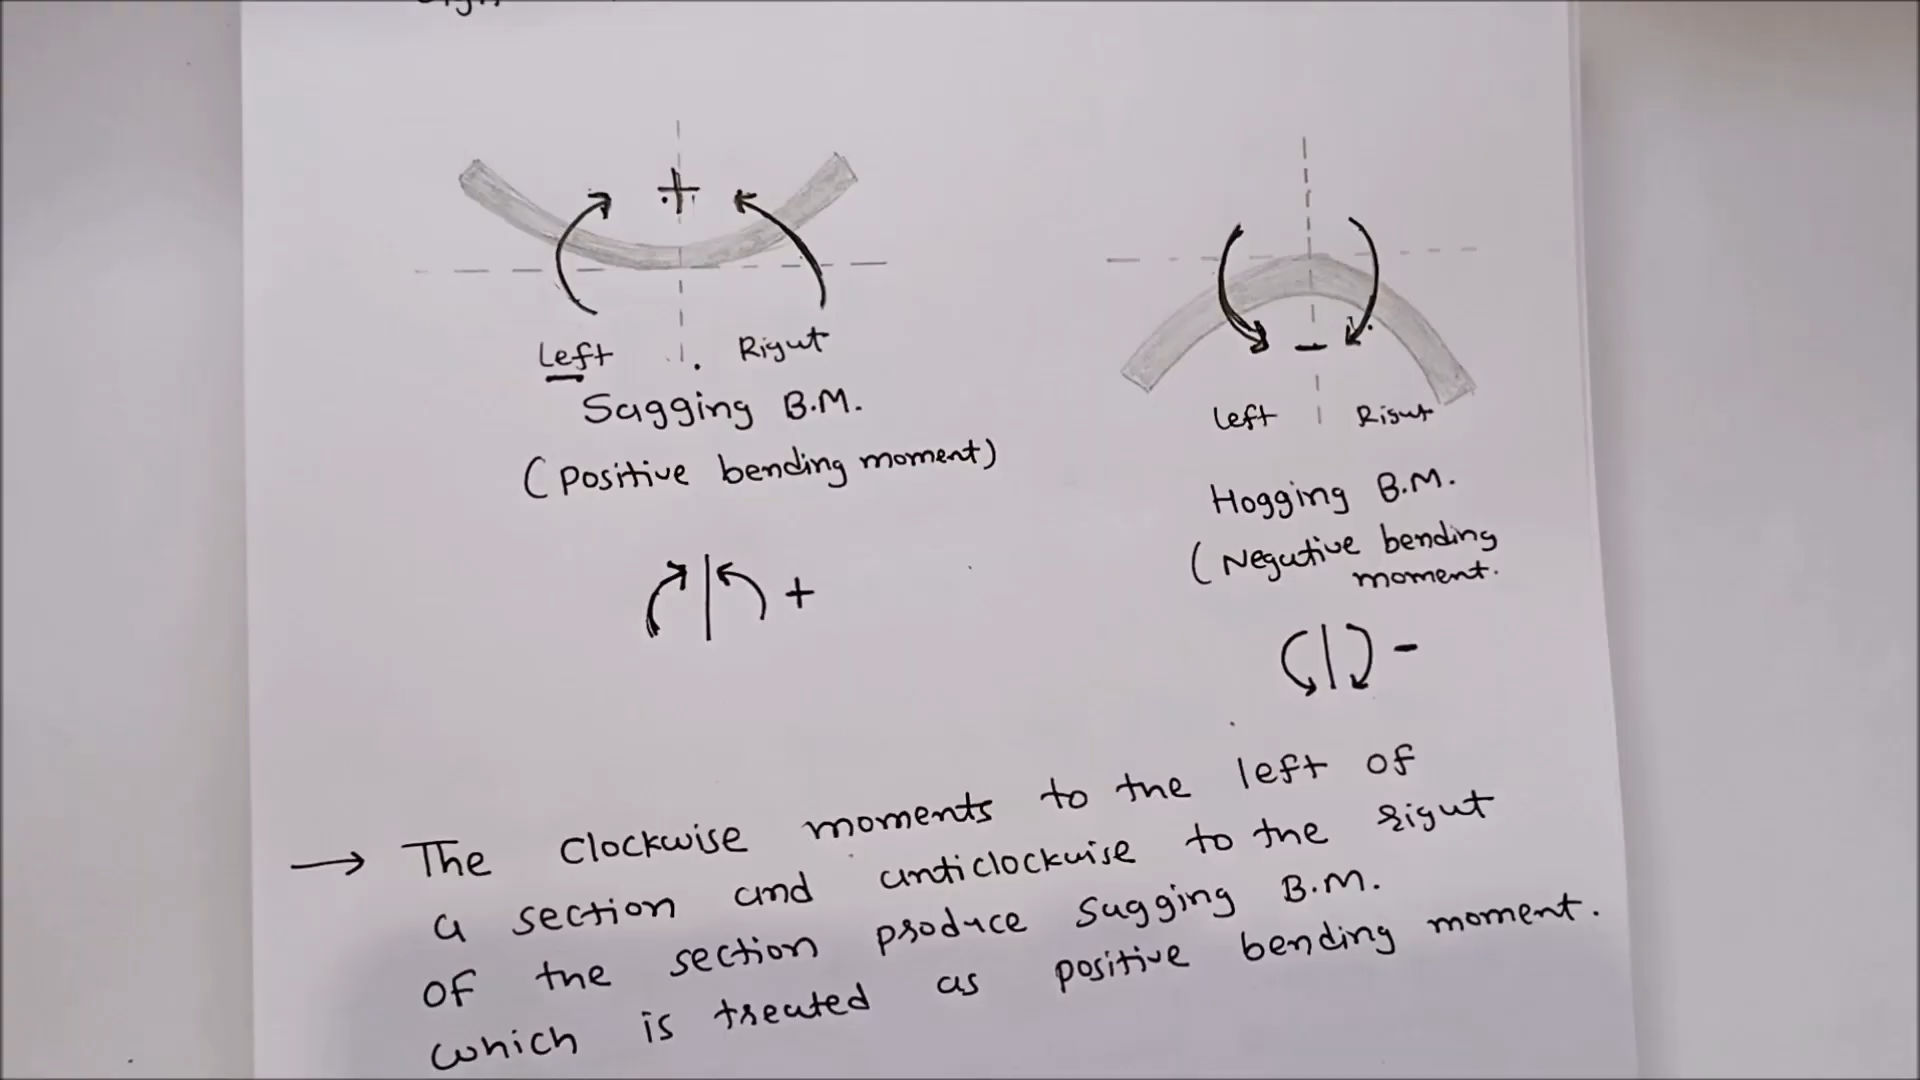 +
Left Right
Sagging B.M.
(Positive bending moment)
+
-
left Right
Hogging B.M.
(Negative bending
moment.
-
→ The Clockwise moments to the left of
a section and anticlockwise to the right
of the section produce sagging B.M.
which is treated as positive bending moment.